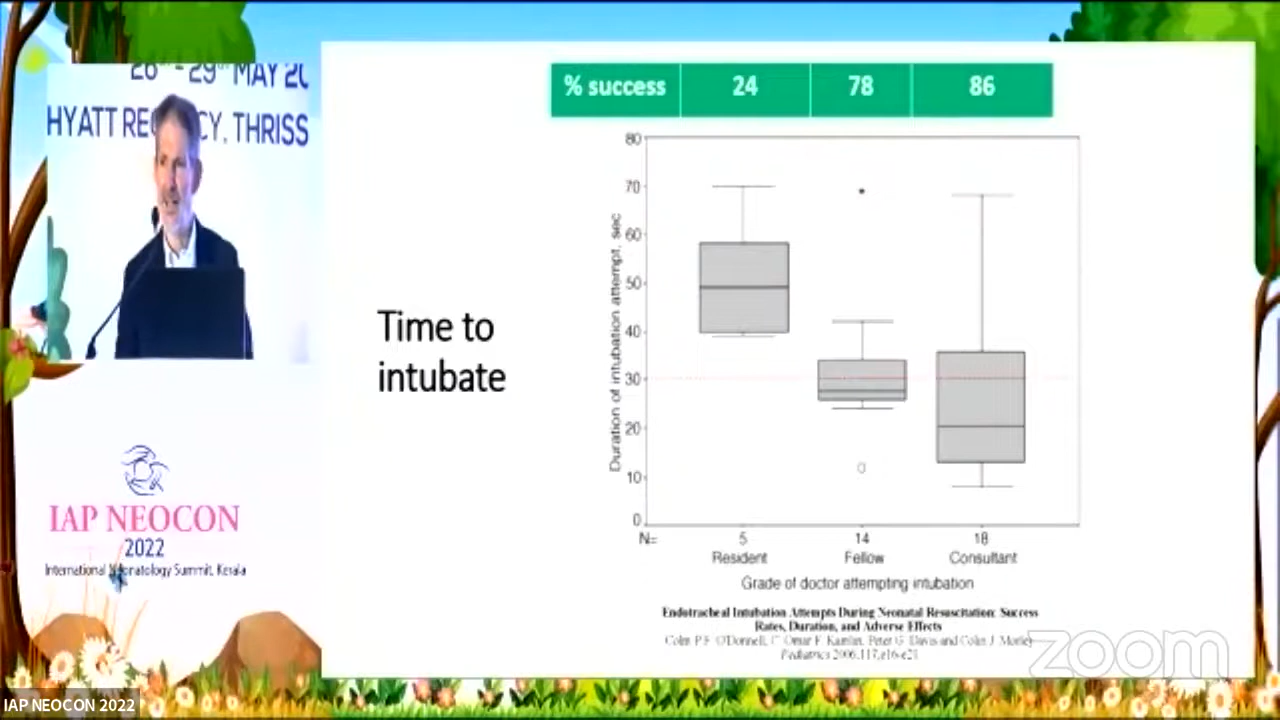 26th - 29th MAY 20
HYATT REG CY, THRISS
IAP NEOCON
2022
International Neonatology Summit, Kerala
% success 24 78 86
Time to
intubate
Duration of intubation attempt, sec
80
70
60
50
40
30
20
10
0
N= 5 14 18
Resident Fellow Consultant
Grade of doctor attempting intubation
Endotracheal Intubation Attempts During Neonatal Resuscitation: Success
Rates, Duration, and Adverse Effects
Colm P.F. O'Donnell, C. Omar F. Kamlin, Peter G. Davis and Colin J. Morley
Pediatrics 2006;117;e16-e21
zoom
IAP NEOCON 2022